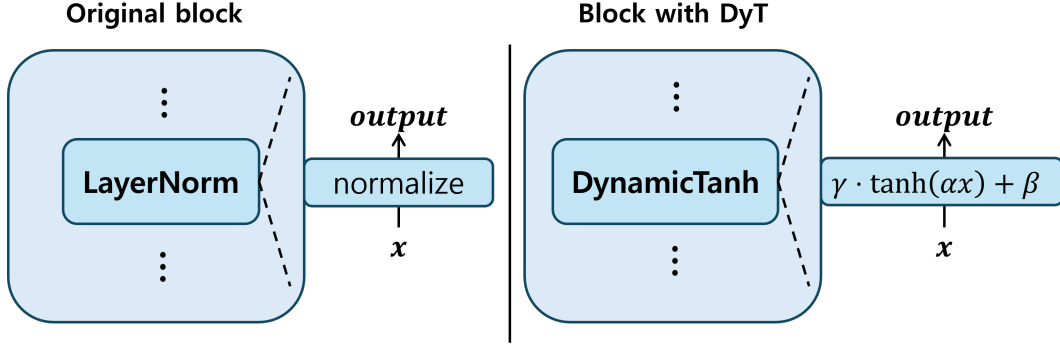 Original block
⋮
output
LayerNorm
normalize
x
⋮
Block with DyT
⋮
output
DynamicTanh
γ · tanh(αx) + β
x
⋮